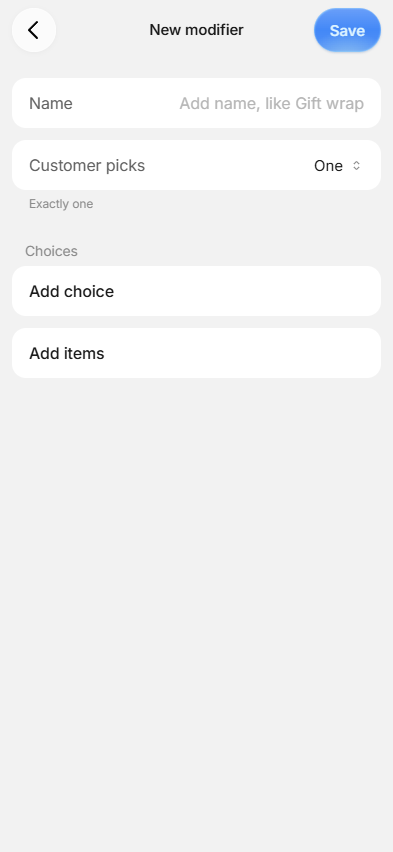 New modifier
Save
Name
Add name, like Gift wrap
Customer picks
One
Exactly one
Choices
Add choice
Add items